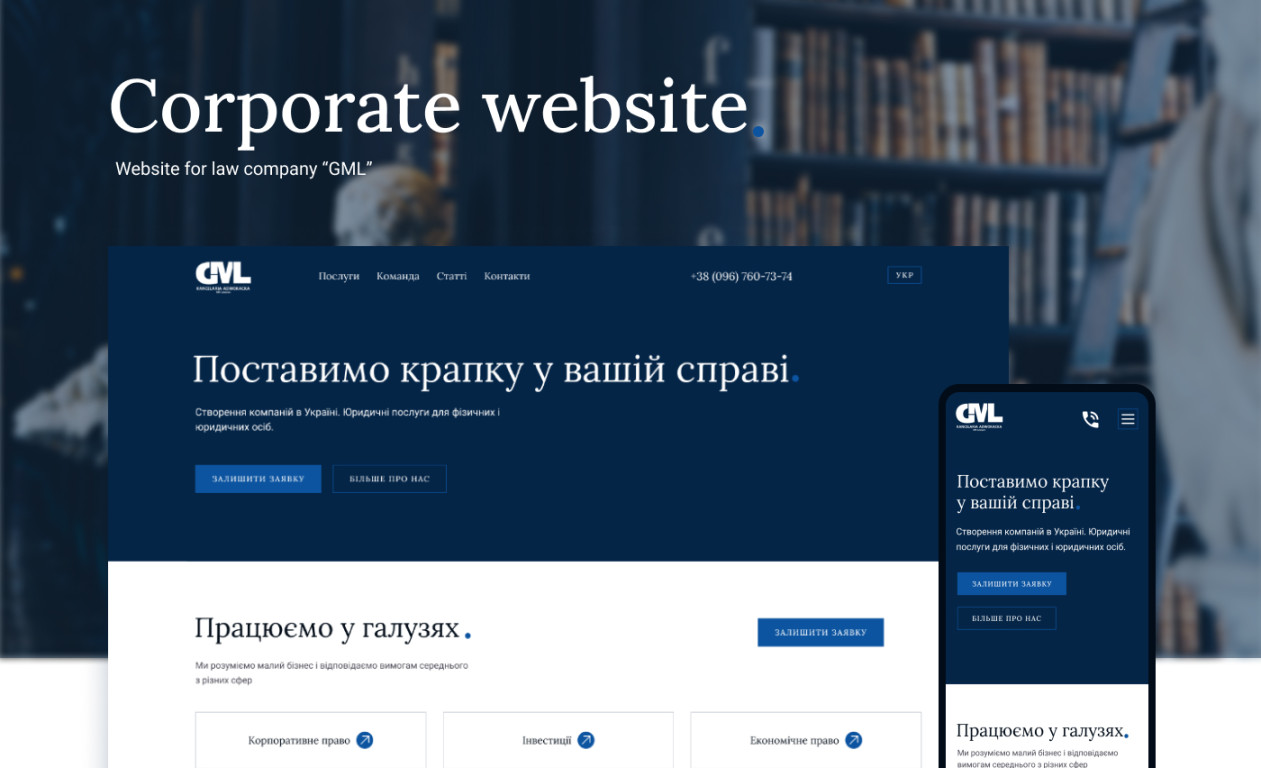 Corporate website.
Website for law company “GML”
GML
Послуги Команда Статті Контакти +38 (096) 760-73-74 УКР
Поставимо крапку у вашій справі.
Створення компаній в Україні. Юридичні послуги для фізичних і
юридичних осіб.
ЗАЛИШИТИ ЗАЯВКУ БІЛЬШЕ ПРО НАС
Працюємо у галузях.
ЗАЛИШИТИ ЗАЯВКУ
Ми розуміємо малий бізнес і відповідаємо вимогам середнього
з різних сфер
Корпоративне право Інвестиції Економічне право
GML
Поставимо крапку
у вашій справі.
Створення компаній в Україні. Юридичні
послуги для фізичних і юридичних осіб.
ЗАЛИШИТИ ЗАЯВКУ
БІЛЬШЕ ПРО НАС
Працюємо у галузях.
Ми розуміємо малий бізнес і відповідаємо
вимогам середнього з різних сфер